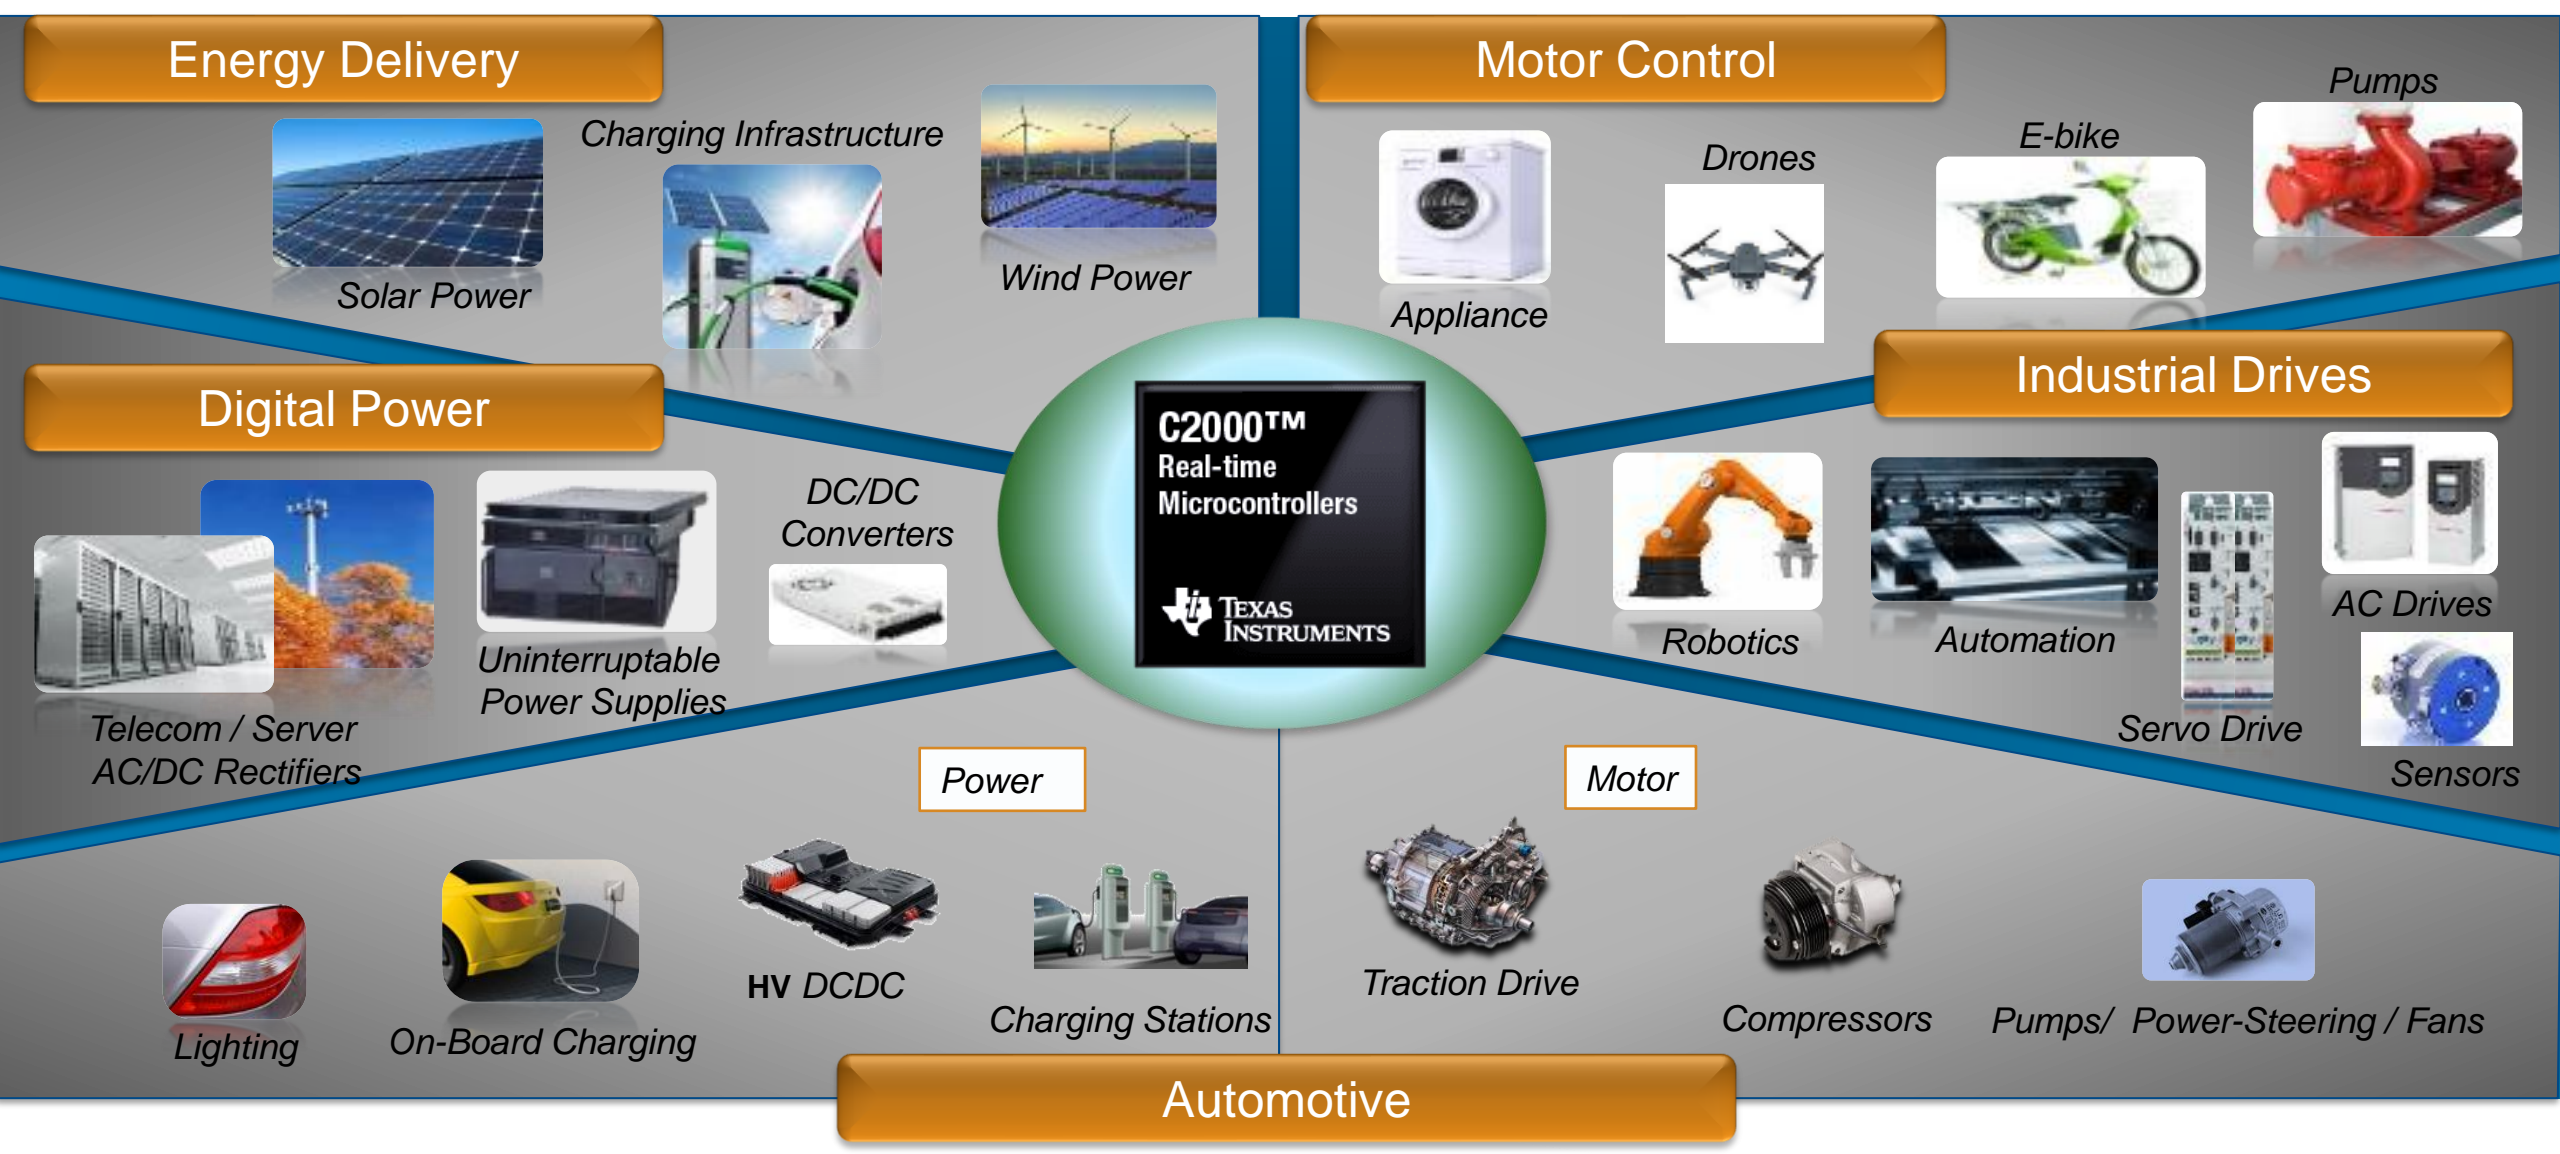 Energy Delivery
Solar Power
Charging Infrastructure
Wind Power
Motor Control
Appliance
Drones
E-bike
Pumps
Digital Power
Telecom / Server
AC/DC Rectifiers
Uninterruptable
Power Supplies
DC/DC
Converters
C2000™
Real-time
Microcontrollers
TEXAS
INSTRUMENTS
Industrial Drives
Robotics
Automation
Servo Drive
AC Drives
Sensors
Power
Lighting
On-Board Charging
HV DCDC
Charging Stations
Motor
Traction Drive
Compressors
Pumps/ Power-Steering / Fans
Automotive